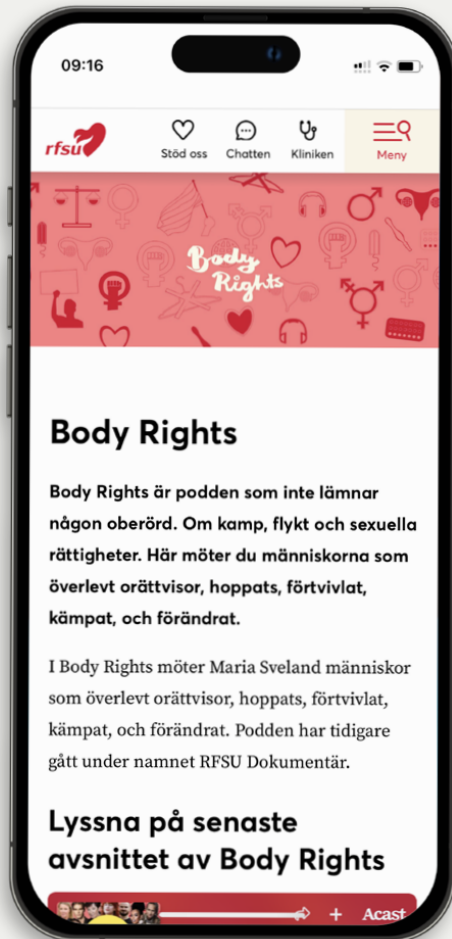 09:16
rfsu
Stöd oss
Chatten
Kliniken
Meny
Body
Rights
Body Rights
Body Rights är podden som inte lämnar
någon oberörd. Om kamp, flykt och sexuella
rättigheter. Här möter du människorna som
överlevt orättvisor, hoppats, förtvivlat,
kämpat, och förändrat.
I Body Rights möter Maria Sveland människor
som överlevt orättvisor, hoppats, förtvivlat,
kämpat, och förändrat. Podden har tidigare
gått under namnet RFSU Dokumentär.
Lyssna på senaste
avsnittet av Body Rights
Acast